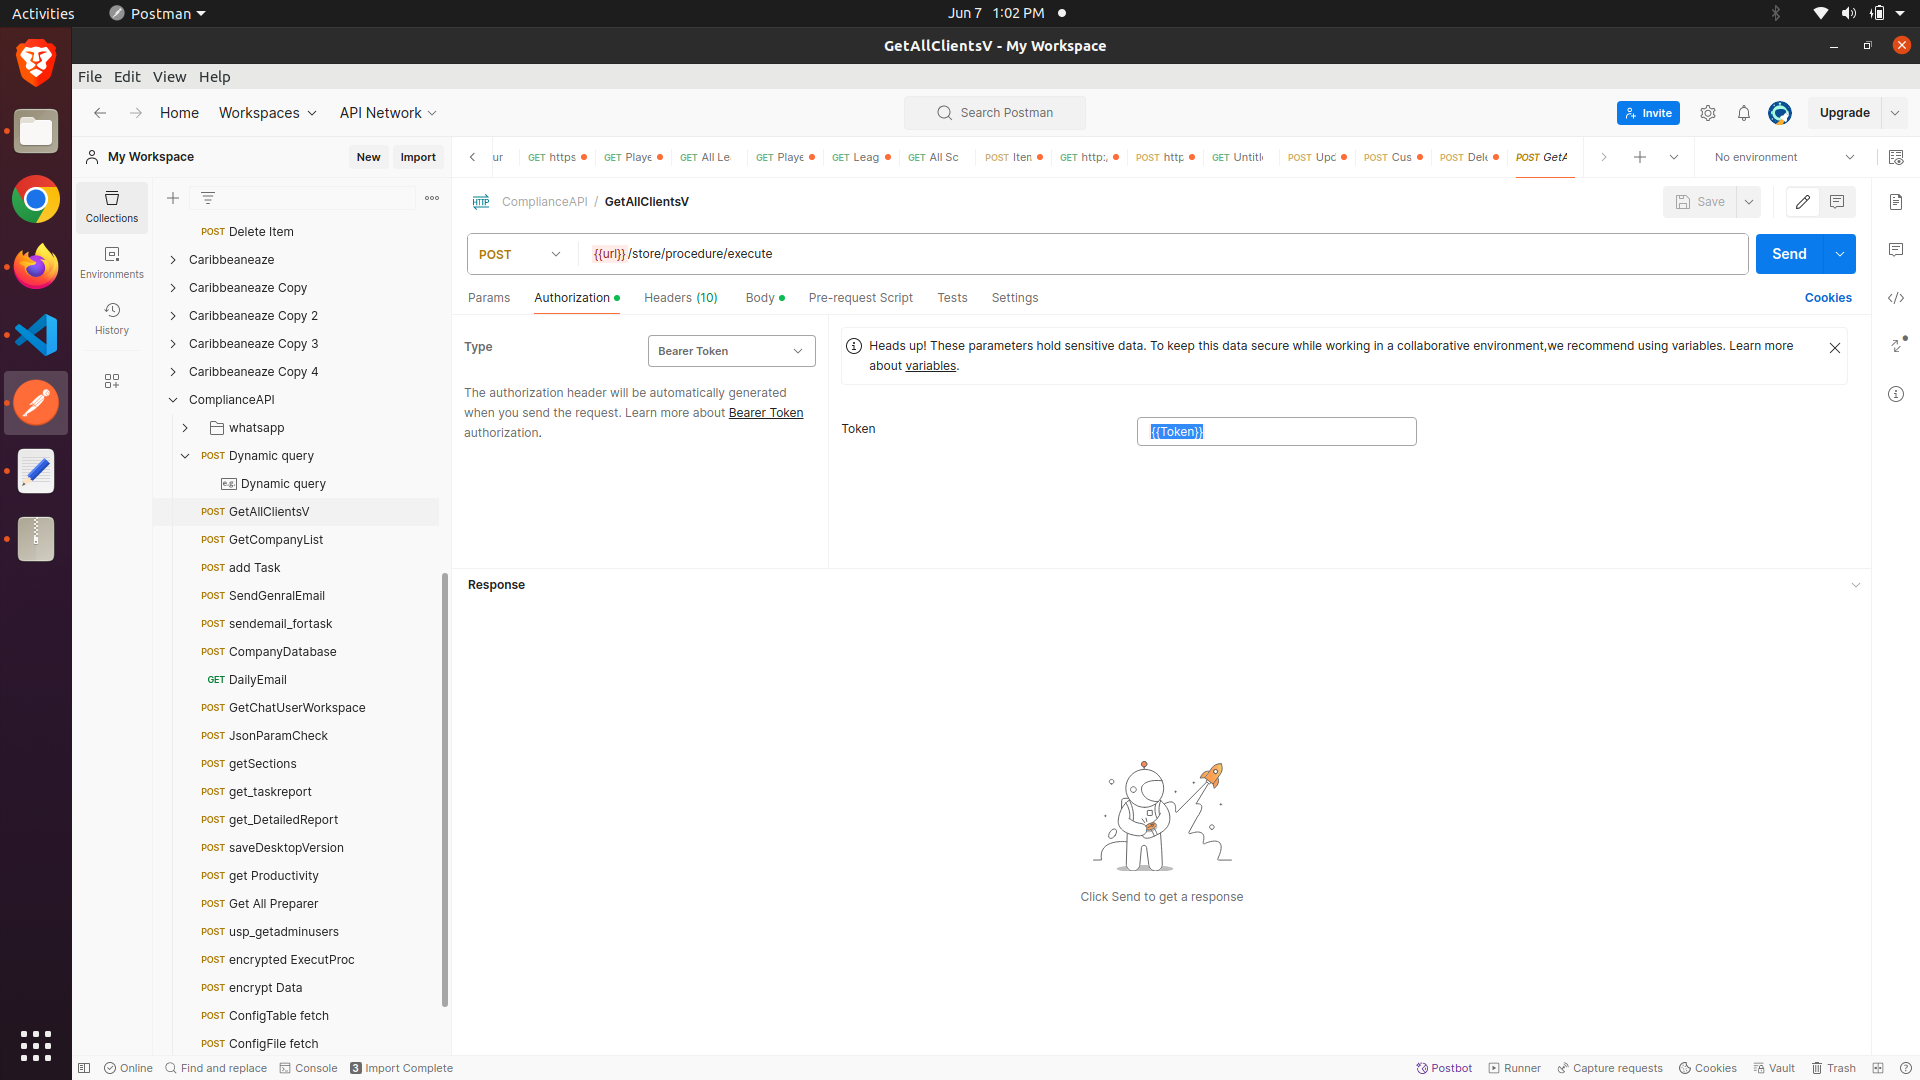 Activities
Postman
Jun 7 1:02 PM
GetAllClientsV - My Workspace
File Edit View Help
Home Workspaces API Network
Search Postman
Invite
Upgrade
My Workspace
New
Import
ur
GET https
GET Playe
GET All Le
GET Playe
GET Leag
GET All Sc
POST Iten
GET http:/
POST http
GET Untitl
POST Upd
POST Cus
POST Dele
POST GetA
No environment
Collections
Environments
History
POST Delete Item
Caribbeaneaze
Caribbeaneaze Copy
Caribbeaneaze Copy 2
Caribbeaneaze Copy 3
Caribbeaneaze Copy 4
ComplianceAPI
whatsapp
POST Dynamic query
e.g. Dynamic query
POST GetAllClientsV
POST GetCompanyList
POST add Task
POST SendGenralEmail
POST sendemail_fortask
POST CompanyDatabase
GET DailyEmail
POST GetChatUserWorkspace
POST JsonParamCheck
POST getSections
POST get_taskreport
POST get_DetailedReport
POST saveDesktopVersion
POST get Productivity
POST Get All Preparer
POST usp_getadminusers
POST encrypted ExecutProc
POST encrypt Data
POST ConfigTable fetch
POST ConfigFile fetch
HTTP ComplianceAPI / GetAllClientsV
Save
POST
{{url}}/store/procedure/execute
Send
Params Authorization Headers (10) Body Pre-request Script Tests Settings
Cookies
Type
Bearer Token
The authorization header will be automatically generated
when you send the request. Learn more about Bearer Token
authorization.
Heads up! These parameters hold sensitive data. To keep this data secure while working in a collaborative environment,we recommend using variables. Learn more
about variables.
Token
{{Token}}
Response
Click Send to get a response
Online
Find and replace
Console
3 Import Complete
Postbot
Runner
Capture requests
Cookies
Vault
Trash